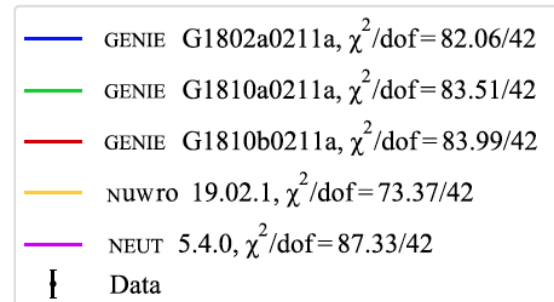 GENIE G1802a0211a, χ²/dof=82.06/42
GENIE G1810a0211a, χ²/dof=83.51/42
GENIE G1810b0211a, χ²/dof=83.99/42
NUWRO 19.02.1, χ²/dof=73.37/42
NEUT 5.4.0, χ²/dof=87.33/42
Data